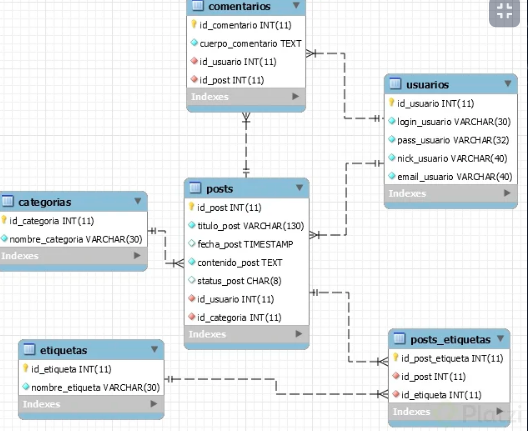 comentarios
id_comentario INT(11)
cuerpo_comentario TEXT
id_usuario INT(11)
id_post INT(11)
Indexes
usuarios
id_usuario INT(11)
login_usuario VARCHAR(30)
pass_usuario VARCHAR(32)
nick_usuario VARCHAR(40)
email_usuario VARCHAR(40)
Indexes
categorias
id_categoria INT(11)
nombre_categoria VARCHAR(30)
Indexes
posts
id_post INT(11)
titulo_post VARCHAR(130)
fecha_post TIMESTAMP
contenido_post TEXT
status_post CHAR(8)
id_usuario INT(11)
id_categoria INT(11)
Indexes
etiquetas
id_etiqueta INT(11)
nombre_etiqueta VARCHAR(30)
Indexes
posts_etiquetas
id_post_etiqueta INT(11)
id_post INT(11)
id_etiqueta INT(11)
Indexes
Platzi